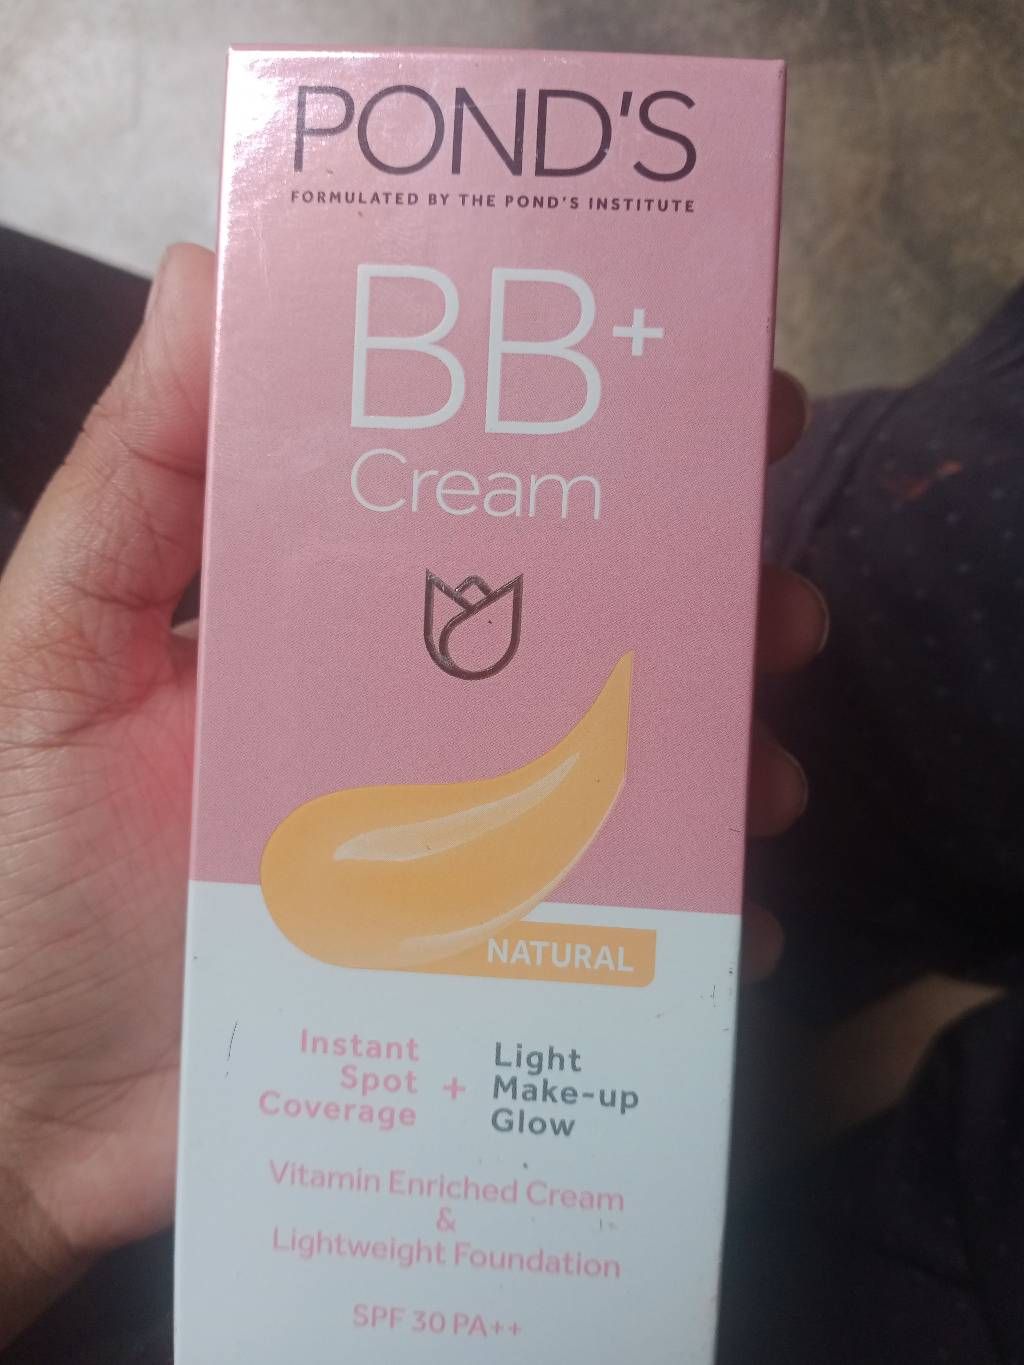 POND'S
FORMULATED BY THE POND'S INSTITUTE
BB+
Cream
NATURAL
Instant
Spot
Coverage
+
Light
Make-up
Glow
Vitamin Enriched Cream
&
Lightweight Foundation
SPF 30 PA++